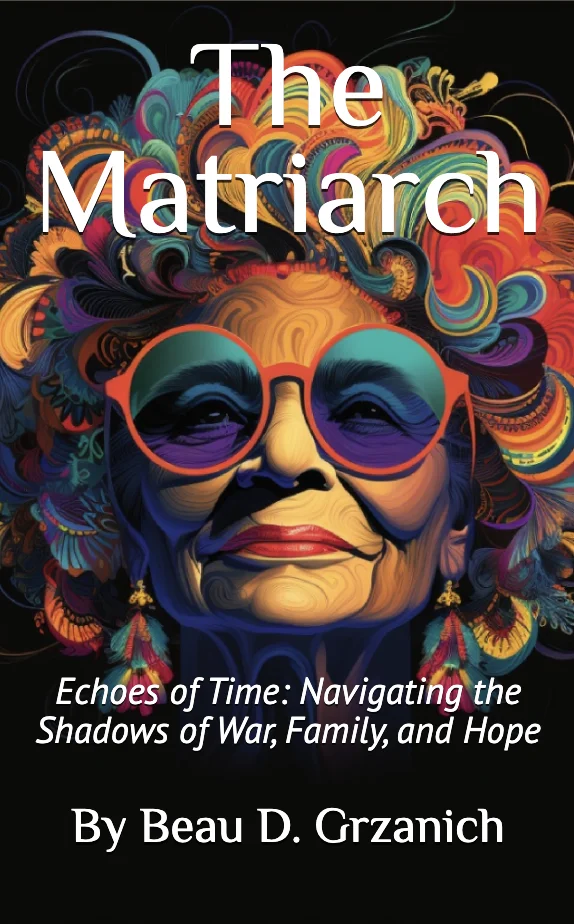 The
Matriarch
Echoes of Time: Navigating the
Shadows of War, Family, and Hope
By Beau D. Grzanich